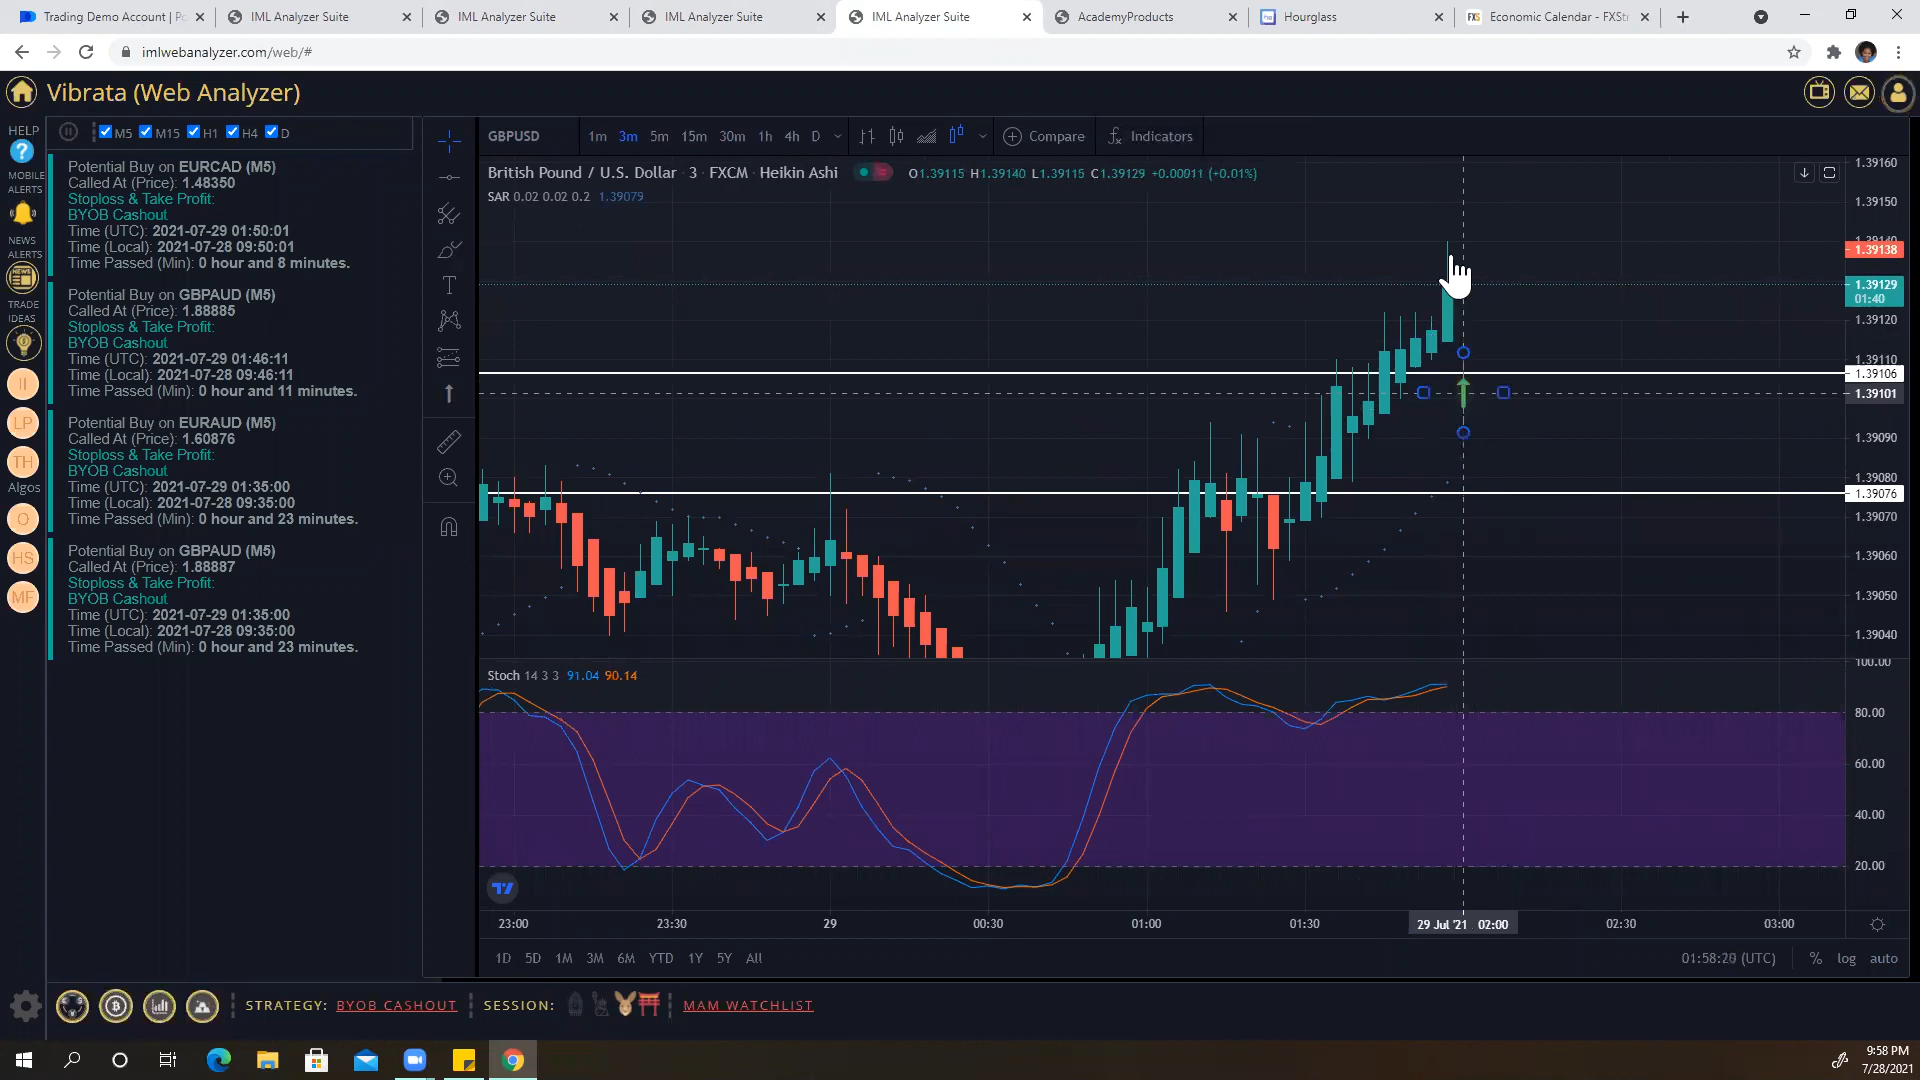 Trading Demo Account | Po
IML Analyzer Suite
IML Analyzer Suite
IML Analyzer Suite
IML Analyzer Suite
AcademyProducts
Hourglass
Economic Calendar - FXStr
imlwebanalyzer.com/web/#
Vibrata (Web Analyzer)
HELP
MOBILE
ALERTS
NEWS
ALERTS
TRADE
IDEAS
II
LP
TH
Algos
O
HS
MF
M5 M15 H1 H4 D
Potential Buy on EURCAD (M5)
Called At (Price): 1.48350
Stoploss & Take Profit:
BYOB Cashout
Time (UTC): 2021-07-29 01:50:01
Time (Local): 2021-07-28 09:50:01
Time Passed (Min): 0 hour and 8 minutes.
Potential Buy on GBPAUD (M5)
Called At (Price): 1.88885
Stoploss & Take Profit:
BYOB Cashout
Time (UTC): 2021-07-29 01:46:11
Time (Local): 2021-07-28 09:46:11
Time Passed (Min): 0 hour and 11 minutes.
Potential Buy on EURAUD (M5)
Called At (Price): 1.60876
Stoploss & Take Profit:
BYOB Cashout
Time (UTC): 2021-07-29 01:35:00
Time (Local): 2021-07-28 09:35:00
Time Passed (Min): 0 hour and 23 minutes.
Potential Buy on GBPAUD (M5)
Called At (Price): 1.88887
Stoploss & Take Profit:
BYOB Cashout
Time (UTC): 2021-07-29 01:35:00
Time (Local): 2021-07-28 09:35:00
Time Passed (Min): 0 hour and 23 minutes.
GBPUSD 1m 3m 5m 15m 30m 1h 4h D Compare Indicators
British Pound / U.S. Dollar 3 FXCM Heikin Ashi O1.39115 H1.39140 L1.39115 C1.39129 +0.00011 (+0.01%)
SAR 0.02 0.02 0.2 1.39079
1.39160
1.39150
1.39140
1.39138
1.39129
01:40
1.39120
1.39110
1.39106
1.39101
1.39090
1.39080
1.39076
1.39070
1.39060
1.39050
1.39040
Stoch 14 3 3 91.04 90.14
100.00
80.00
60.00
40.00
20.00
23:00 23:30 29 00:30 01:00 01:30 29 Jul '21 02:00 02:30 03:00
1D 5D 1M 3M 6M YTD 1Y 5Y All
01:58:20 (UTC) % log auto
STRATEGY: BYOB CASHOUT SESSION: MAM WATCHLIST
9:58 PM
7/28/2021